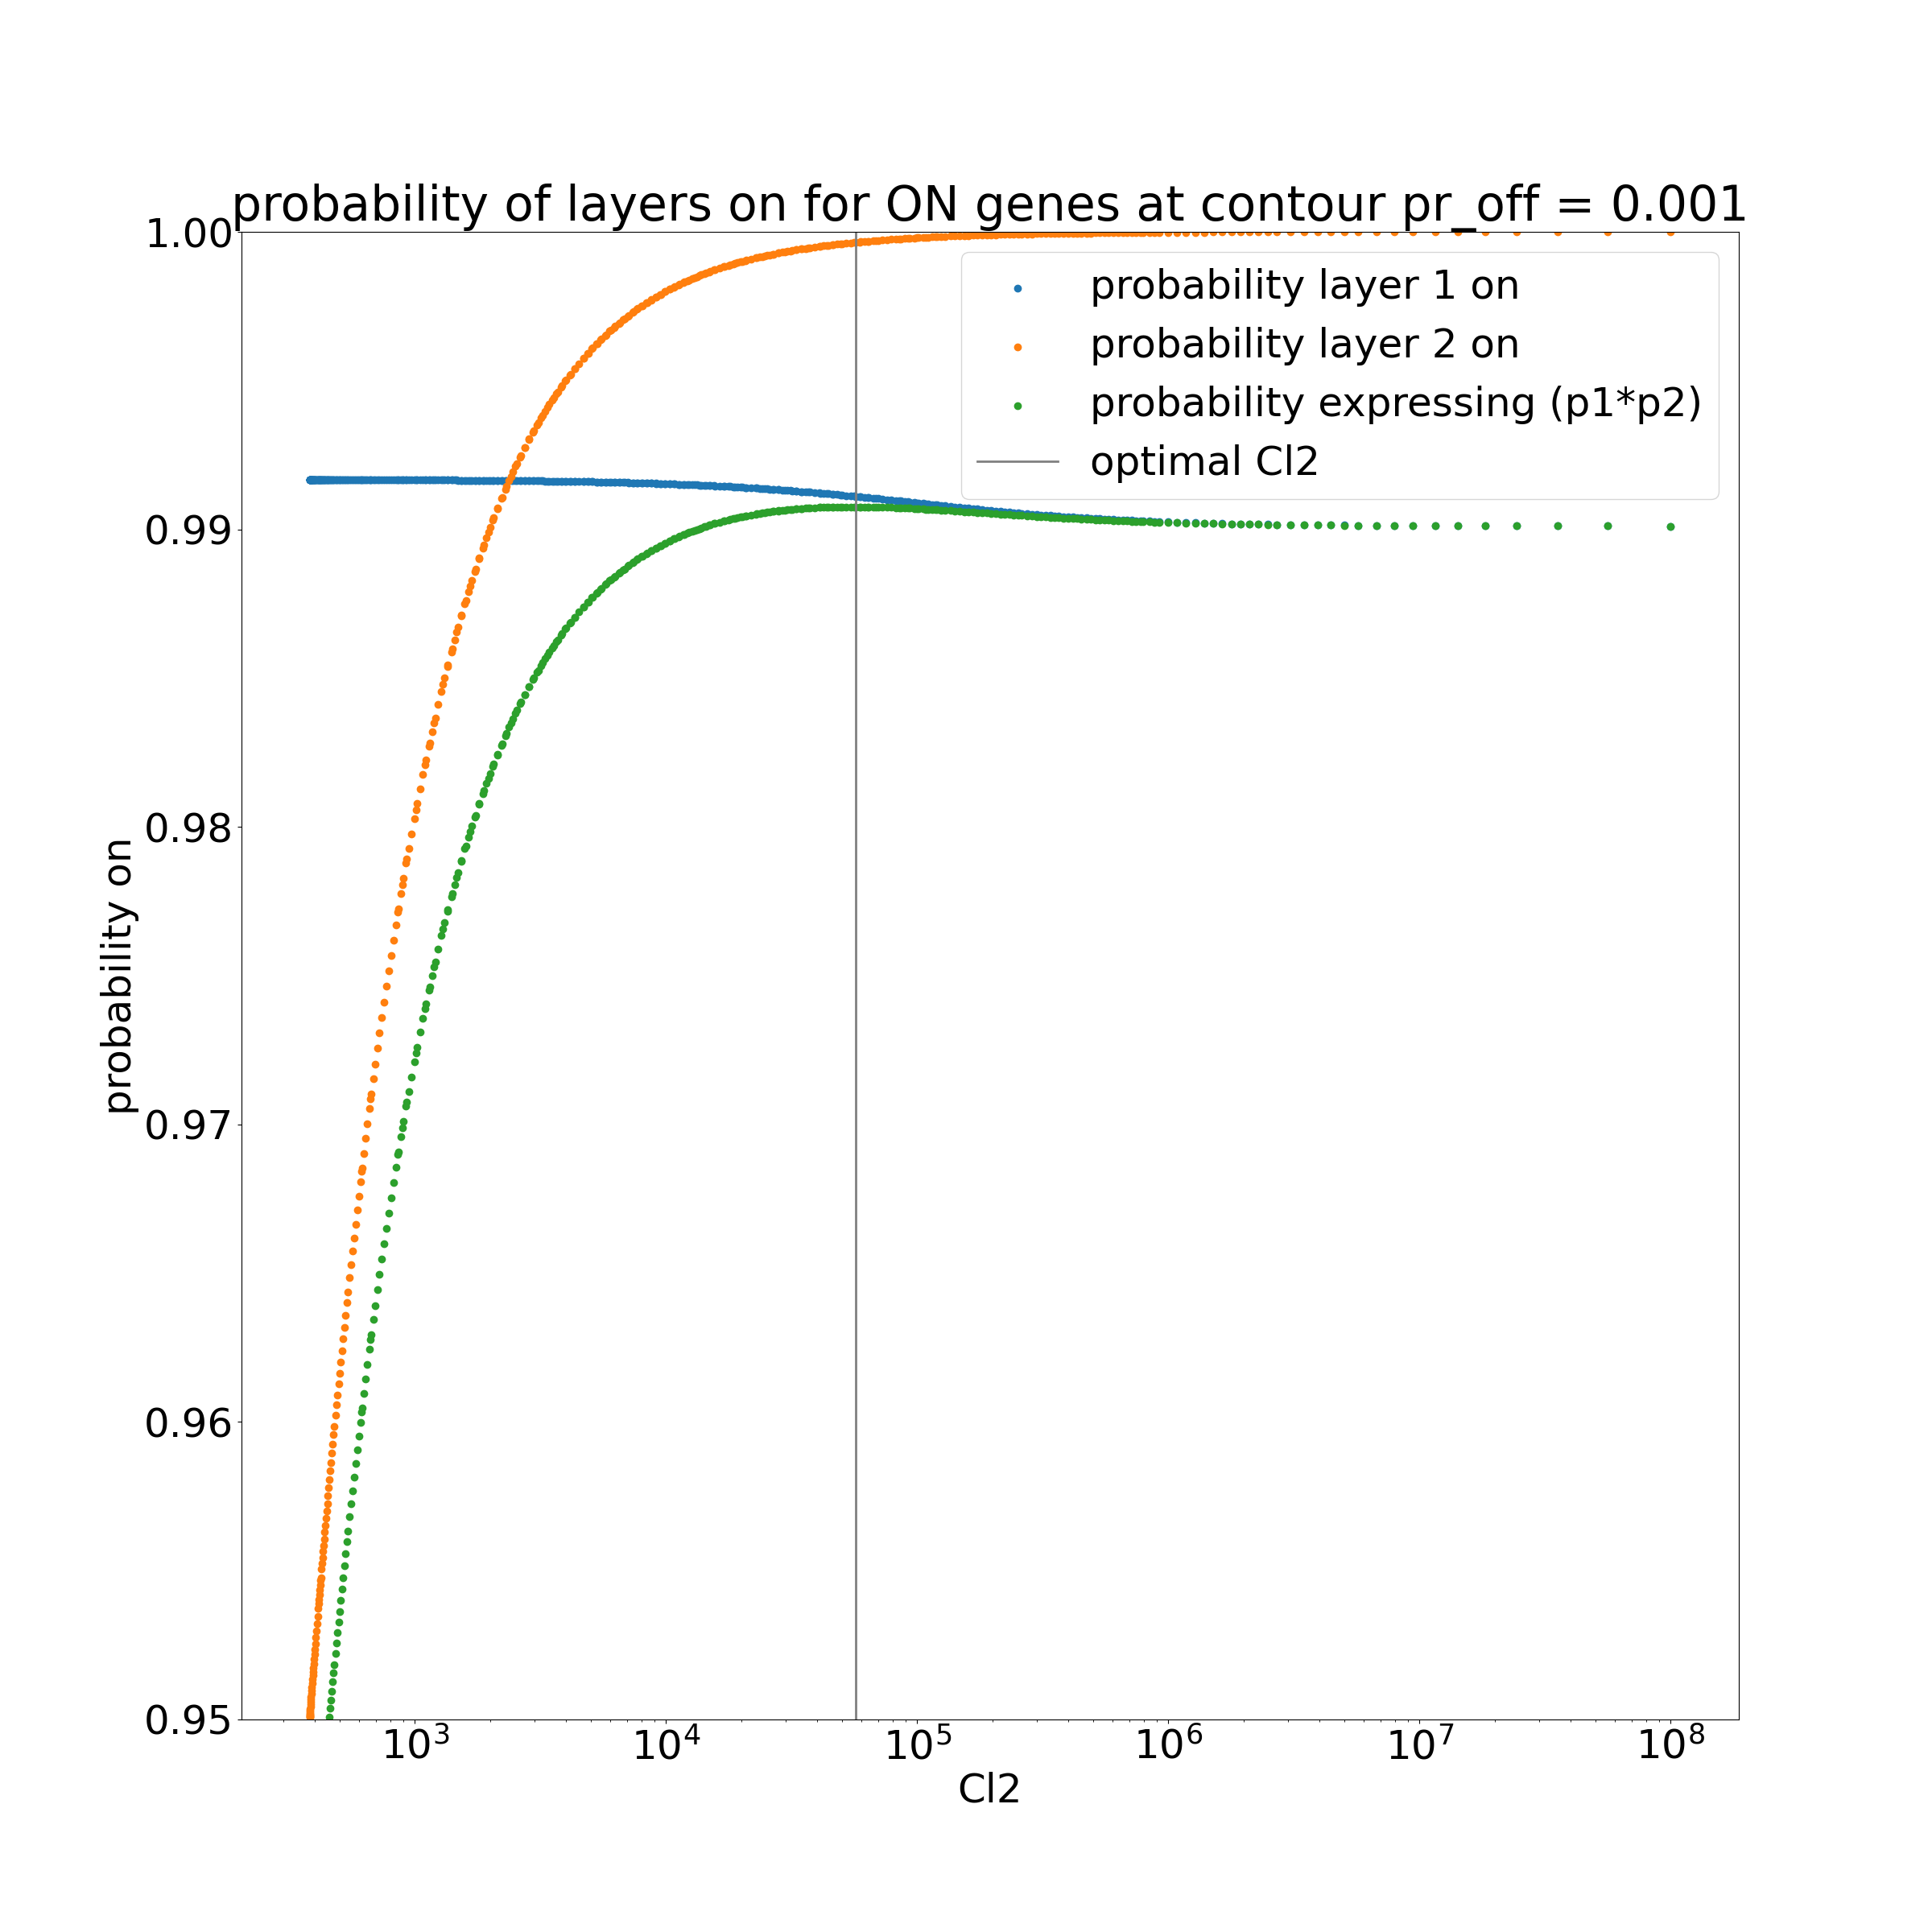 probability of layers on for ON genes at contour pr_off = 0.001
1.00
0.99
0.98
0.97
0.96
0.95
probability on
probability layer 1 on
probability layer 2 on
probability expressing (p1*p2)
optimal Cl2
10³
10⁴
10⁵
10⁶
10⁷
10⁸
Cl2